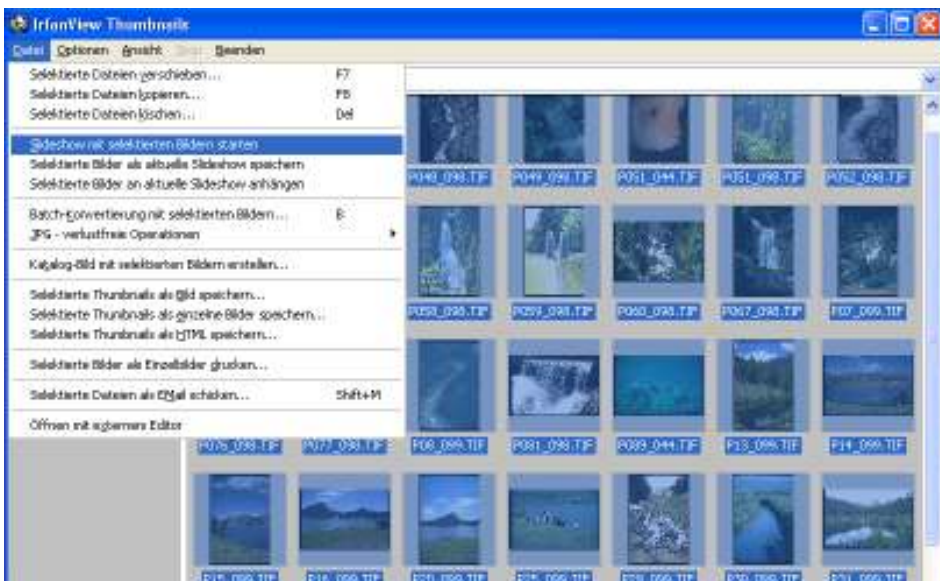 IrfanView Thumbnails
Datei Optionen Ansicht Beenden
Selektierte Dateien verschieben... F7
Selektierte Dateien kopieren... F8
Selektierte Dateien löschen... Del
Slideshow mit selektierten Bildern starten
Selektierte Bilder als aktuelle Slideshow speichern
Selektierte Bilder an aktuelle Slideshow anhängen
Batch-Konvertierung mit selektierten Bildern... B
JPG - verlustfreie Operationen
Katalog-Bild mit selektierten Bildern erstellen...
Selektierte Thumbnails als Bild speichern...
Selektierte Thumbnails als einzelne Bilder speichern...
Selektierte Thumbnails als HTML speichern...
Selektierte Bilder als Einzelbilder drucken...
Selektierte Dateien als EMail schicken... Shift+M
Öffnen mit externem Editor
P048_098.TIF P049_098.TIF P051_044.TIF P051_098.TIF P052_098.TIF
P058_098.TIF P059_098.TIF P060_098.TIF P067_098.TIF P07_099.TIF
P076_098.TIF P077_098.TIF P08_099.TIF P081_098.TIF P089_044.TIF P13_099.TIF P14_099.TIF